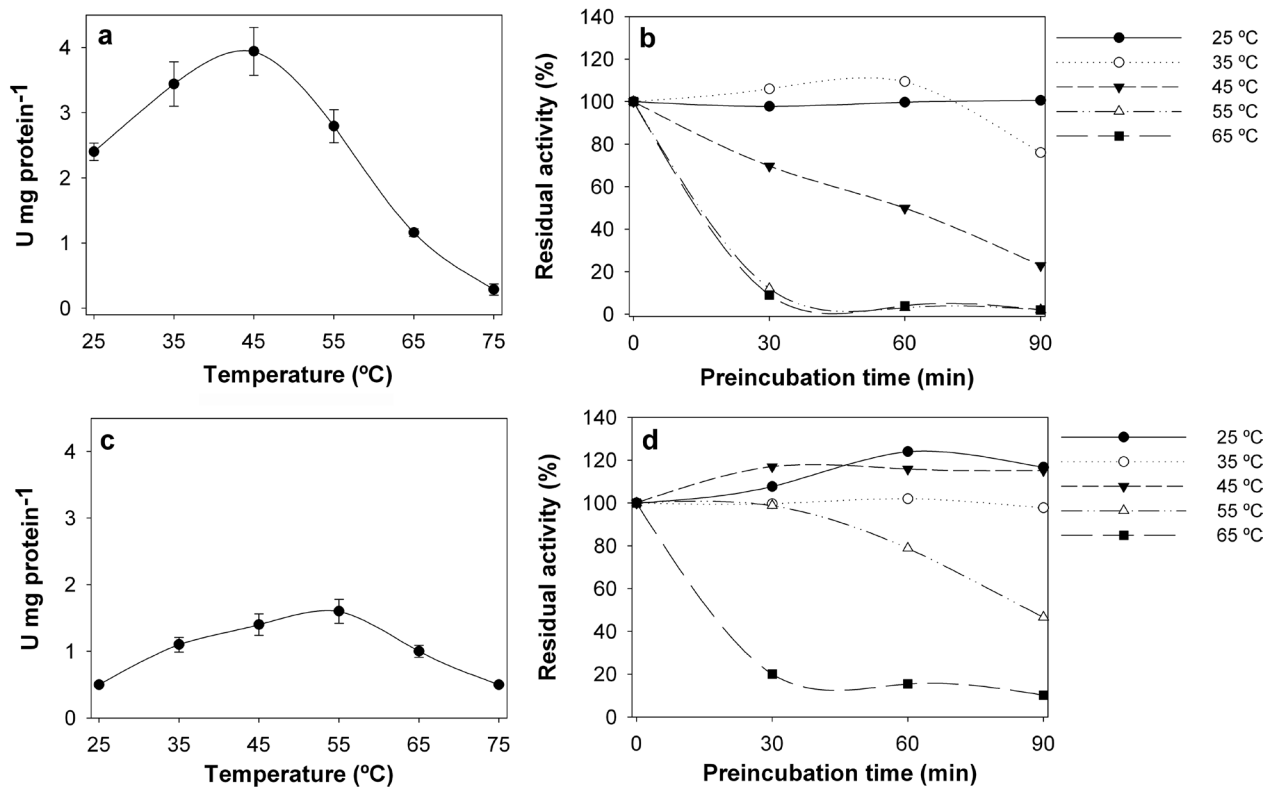 a
U mg protein-1
4
3
2
1
0
25 35 45 55 65 75
Temperature (ºC)
b
Residual activity (%)
140
120
100
80
60
40
20
0
0 30 60 90
Preincubation time (min)
25 ºC
35 ºC
45 ºC
55 ºC
65 ºC
c
U mg protein-1
4
3
2
1
0
25 35 45 55 65 75
Temperature (ºC)
d
Residual activity (%)
140
120
100
80
60
40
20
0
0 30 60 90
Preincubation time (min)
25 ºC
35 ºC
45 ºC
55 ºC
65 ºC